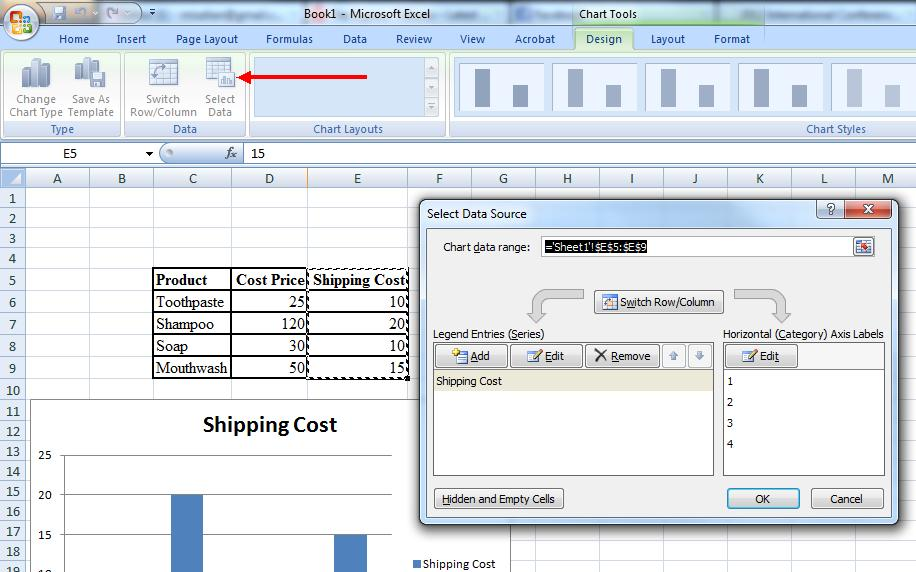 Book1 - Microsoft Excel
Chart Tools
Home Insert Page Layout Formulas Data Review View Acrobat Design Layout Format
Change Chart Type
Save As Template
Switch Row/Column
Select Data
Type Data Chart Layouts Chart Styles
E5 fx 15
A B C D E F G H I J K L M
1
2
3
4
5 Product Cost Price Shipping Cost
6 Toothpaste 25 10
7 Shampoo 120 20
8 Soap 30 10
9 Mouthwash 50 15
10
11
12
13
14
15
16
17
18
19
Shipping Cost
25
20
15
Shipping Cost
Select Data Source
?
Chart data range: ='Sheet1'!$E$5:$E$9
Switch Row/Column
Legend Entries (Series)
Add Edit Remove
Shipping Cost
Horizontal (Category) Axis Labels
Edit
1
2
3
4
Hidden and Empty Cells
OK Cancel